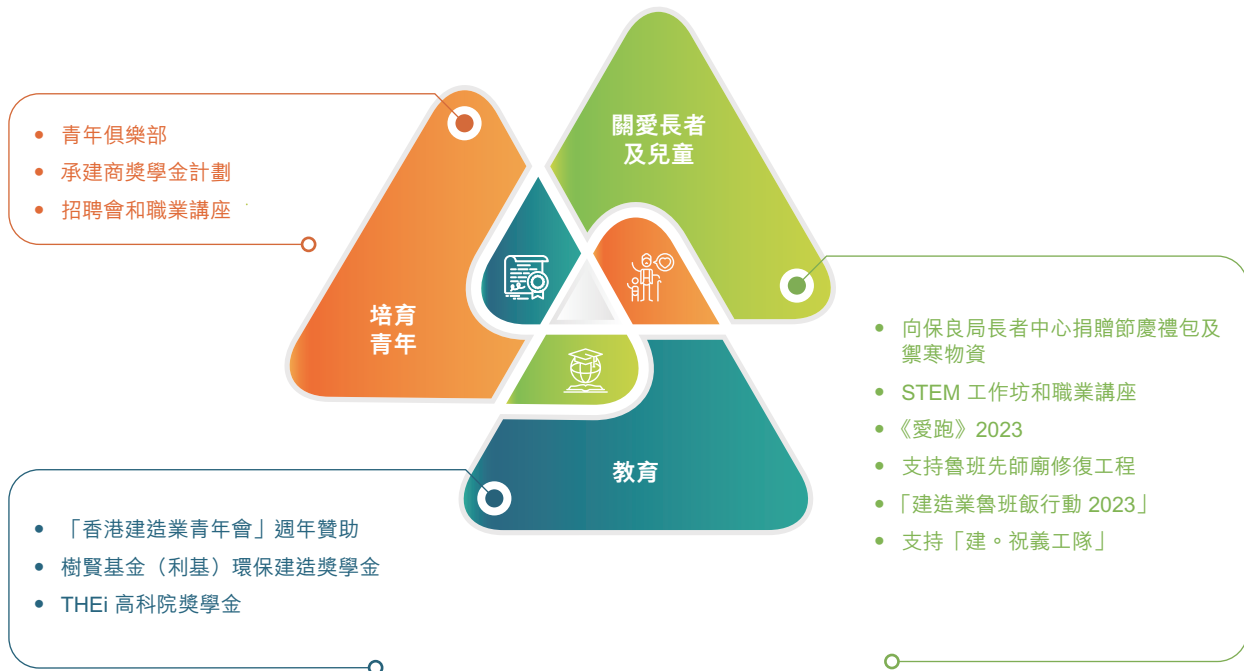 關愛長者
及兒童
培育
青年
教育
• 青年俱樂部
• 承建商獎學金計劃
• 招聘會和職業講座
• 向保良局長者中心捐贈節慶禮包及
禦寒物資
• STEM 工作坊和職業講座
• 《愛跑》2023
• 支持魯班先師廟修復工程
• 「建造業魯班飯行動 2023」
• 支持「建。祝義工隊」
• 「香港建造業青年會」週年贊助
• 樹賢基金（利基）環保建造獎學金
• THEi 高科院獎學金